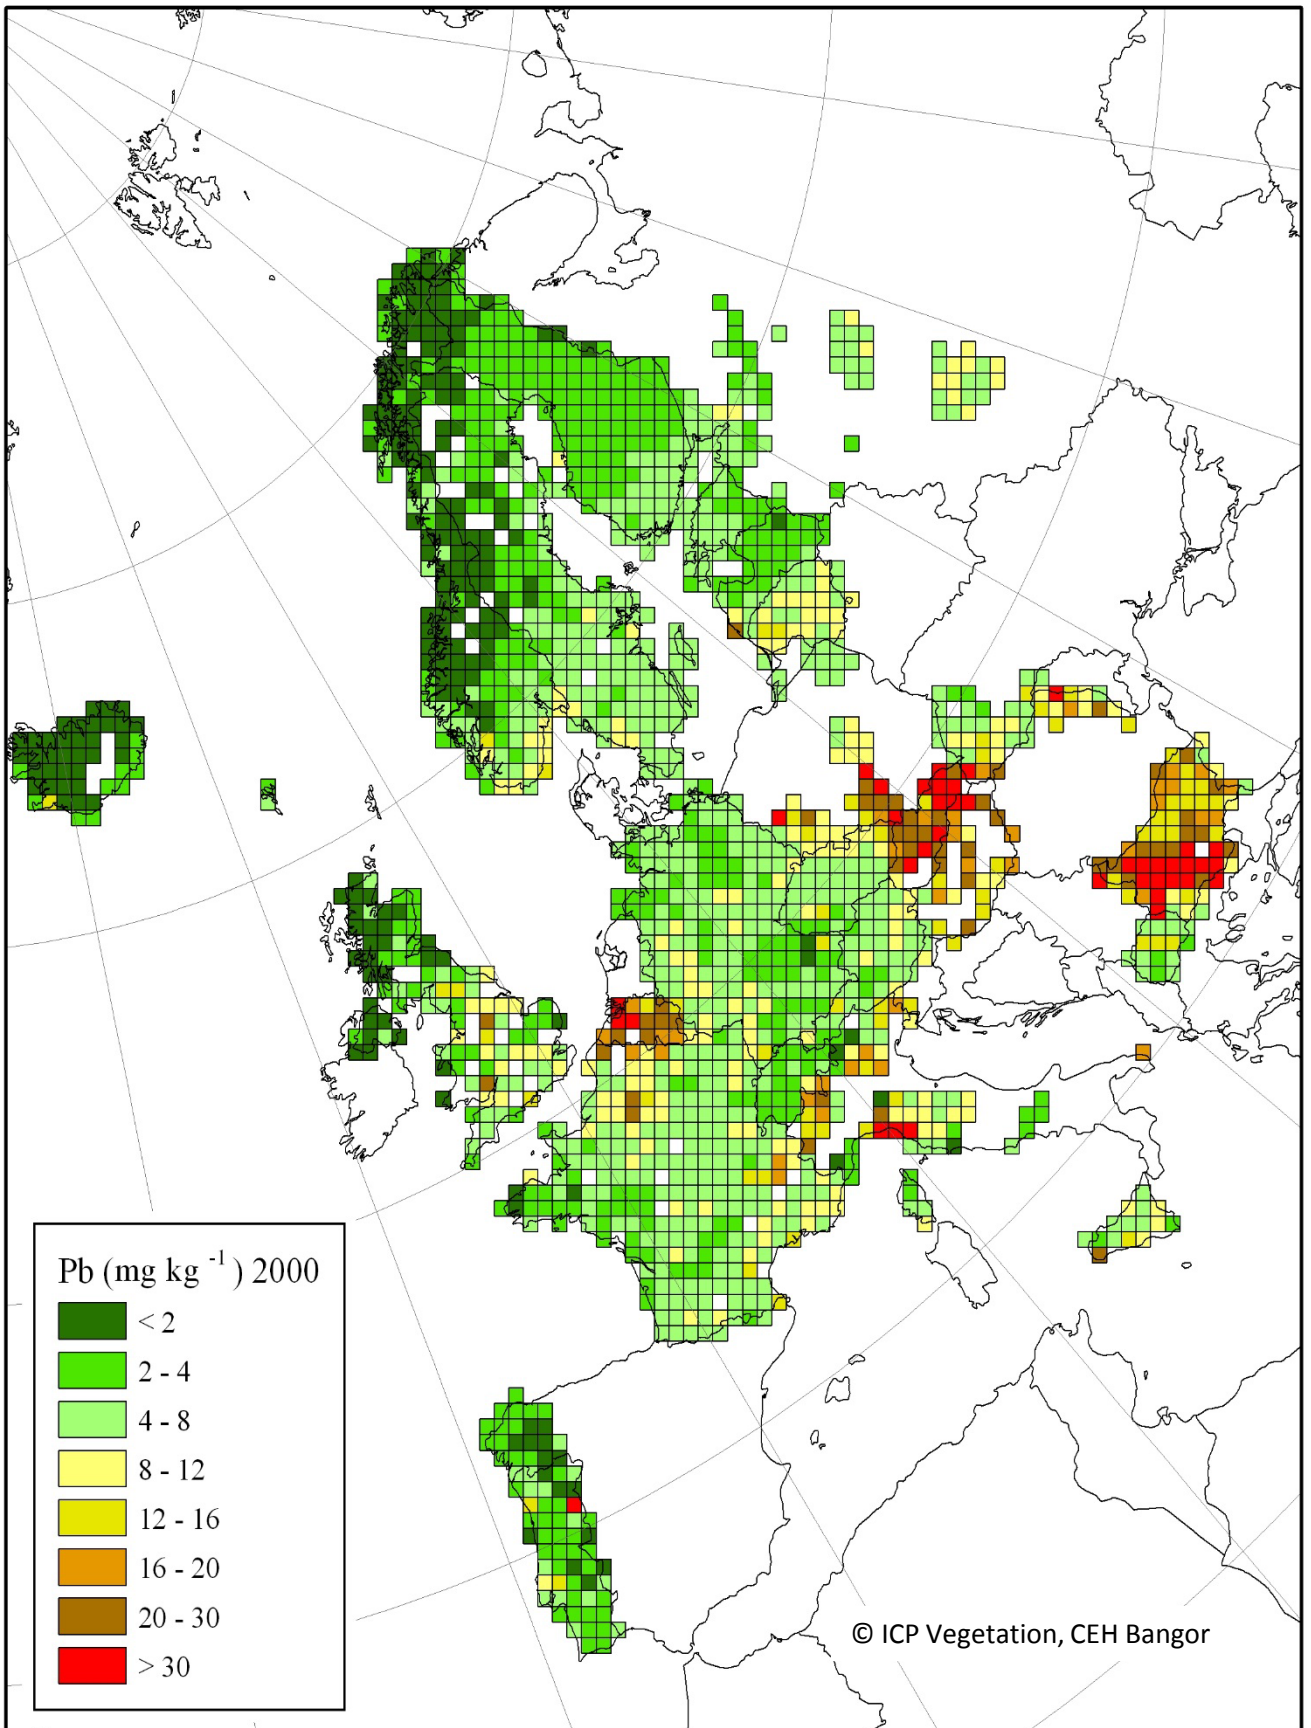 Pb (mg kg ⁻¹ ) 2000
< 2
2 - 4
4 - 8
8 - 12
12 - 16
16 - 20
20 - 30
> 30
© ICP Vegetation, CEH Bangor